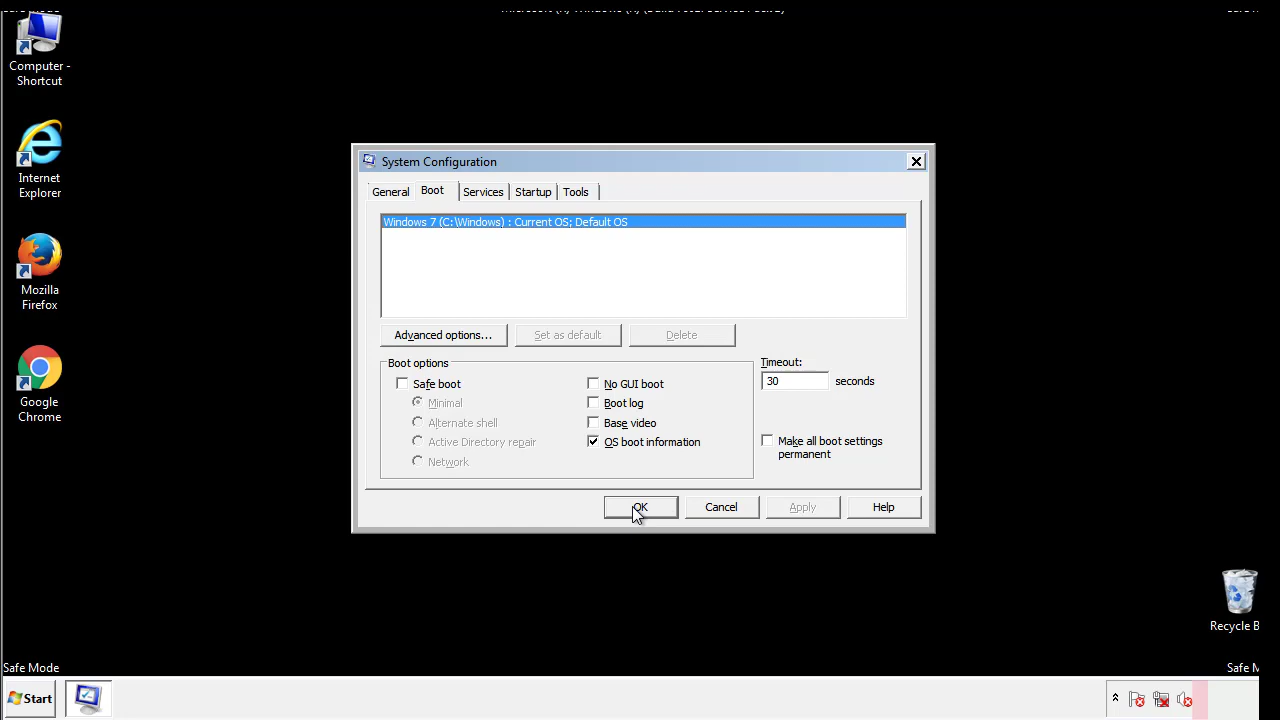 Computer -
Shortcut
Internet
Explorer
Mozilla
Firefox
Google
Chrome
System Configuration
General
Boot
Services
Startup
Tools
Windows 7 (C:\Windows) : Current OS; Default OS
Advanced options...
Set as default
Delete
Boot options
Safe boot
Minimal
Alternate shell
Active Directory repair
Network
No GUI boot
Boot log
Base video
OS boot information
Timeout:
30 seconds
Make all boot settings
permanent
OK
Cancel
Apply
Help
Recycle B
Safe Mode
Safe M
Start